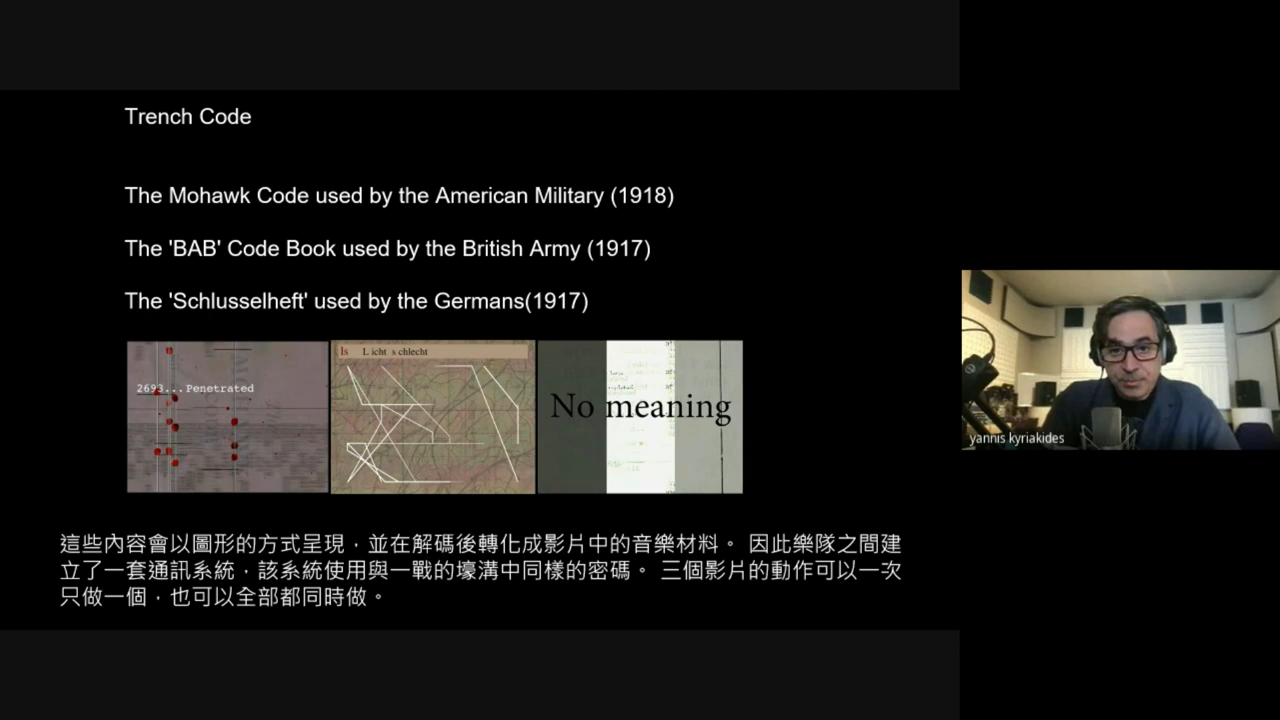 Trench Code
The Mohawk Code used by the American Military (1918)
The 'BAB' Code Book used by the British Army (1917)
The 'Schlusselheft' used by the Germans(1917)
2693...Penetrated
ls L icht s chlecht
No meaning
yannis kyriakides
這些內容會以圖形的方式呈現，並在解碼後轉化成影片中的音樂材料。 因此樂隊之間建
立了一套通訊系統，該系統使用與一戰的壕溝中同樣的密碼。 三個影片的動作可以一次
只做一個，也可以全部都同時做。